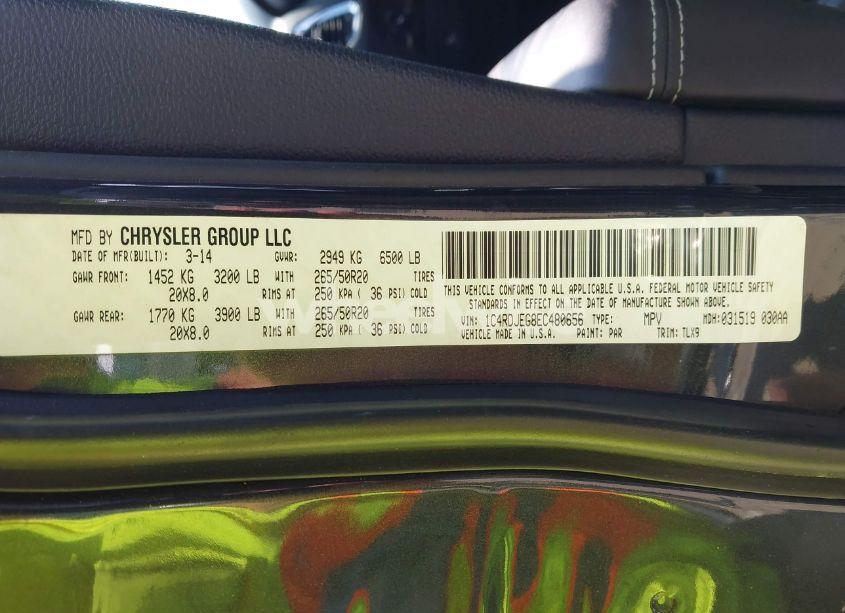 MFD BY CHRYSLER GROUP LLC
DATE OF MFR(BUILT): 3-14 GVWR: 2949 KG 6500 LB
GAWR FRONT: 1452 KG 3200 LB WITH 265/50R20 TIRES
20X8.0 RIMS AT 250 KPA ( 36 PSI) COLD
GAWR REAR: 1770 KG 3900 LB WITH 265/50R20 TIRES
20X8.0 RIMS AT 250 KPA ( 36 PSI) COLD
THIS VEHICLE CONFORMS TO ALL APPLICABLE U.S.A. FEDERAL MOTOR VEHICLE SAFETY
STANDARDS IN EFFECT ON THE DATE OF MANUFACTURE SHOWN ABOVE.
VIN: 1C4RDJEG8EC480656 TYPE: MPV MDH: 031519 030AA
VEHICLE MADE IN U.S.A. PAINT: PAR TRIM: TLX9